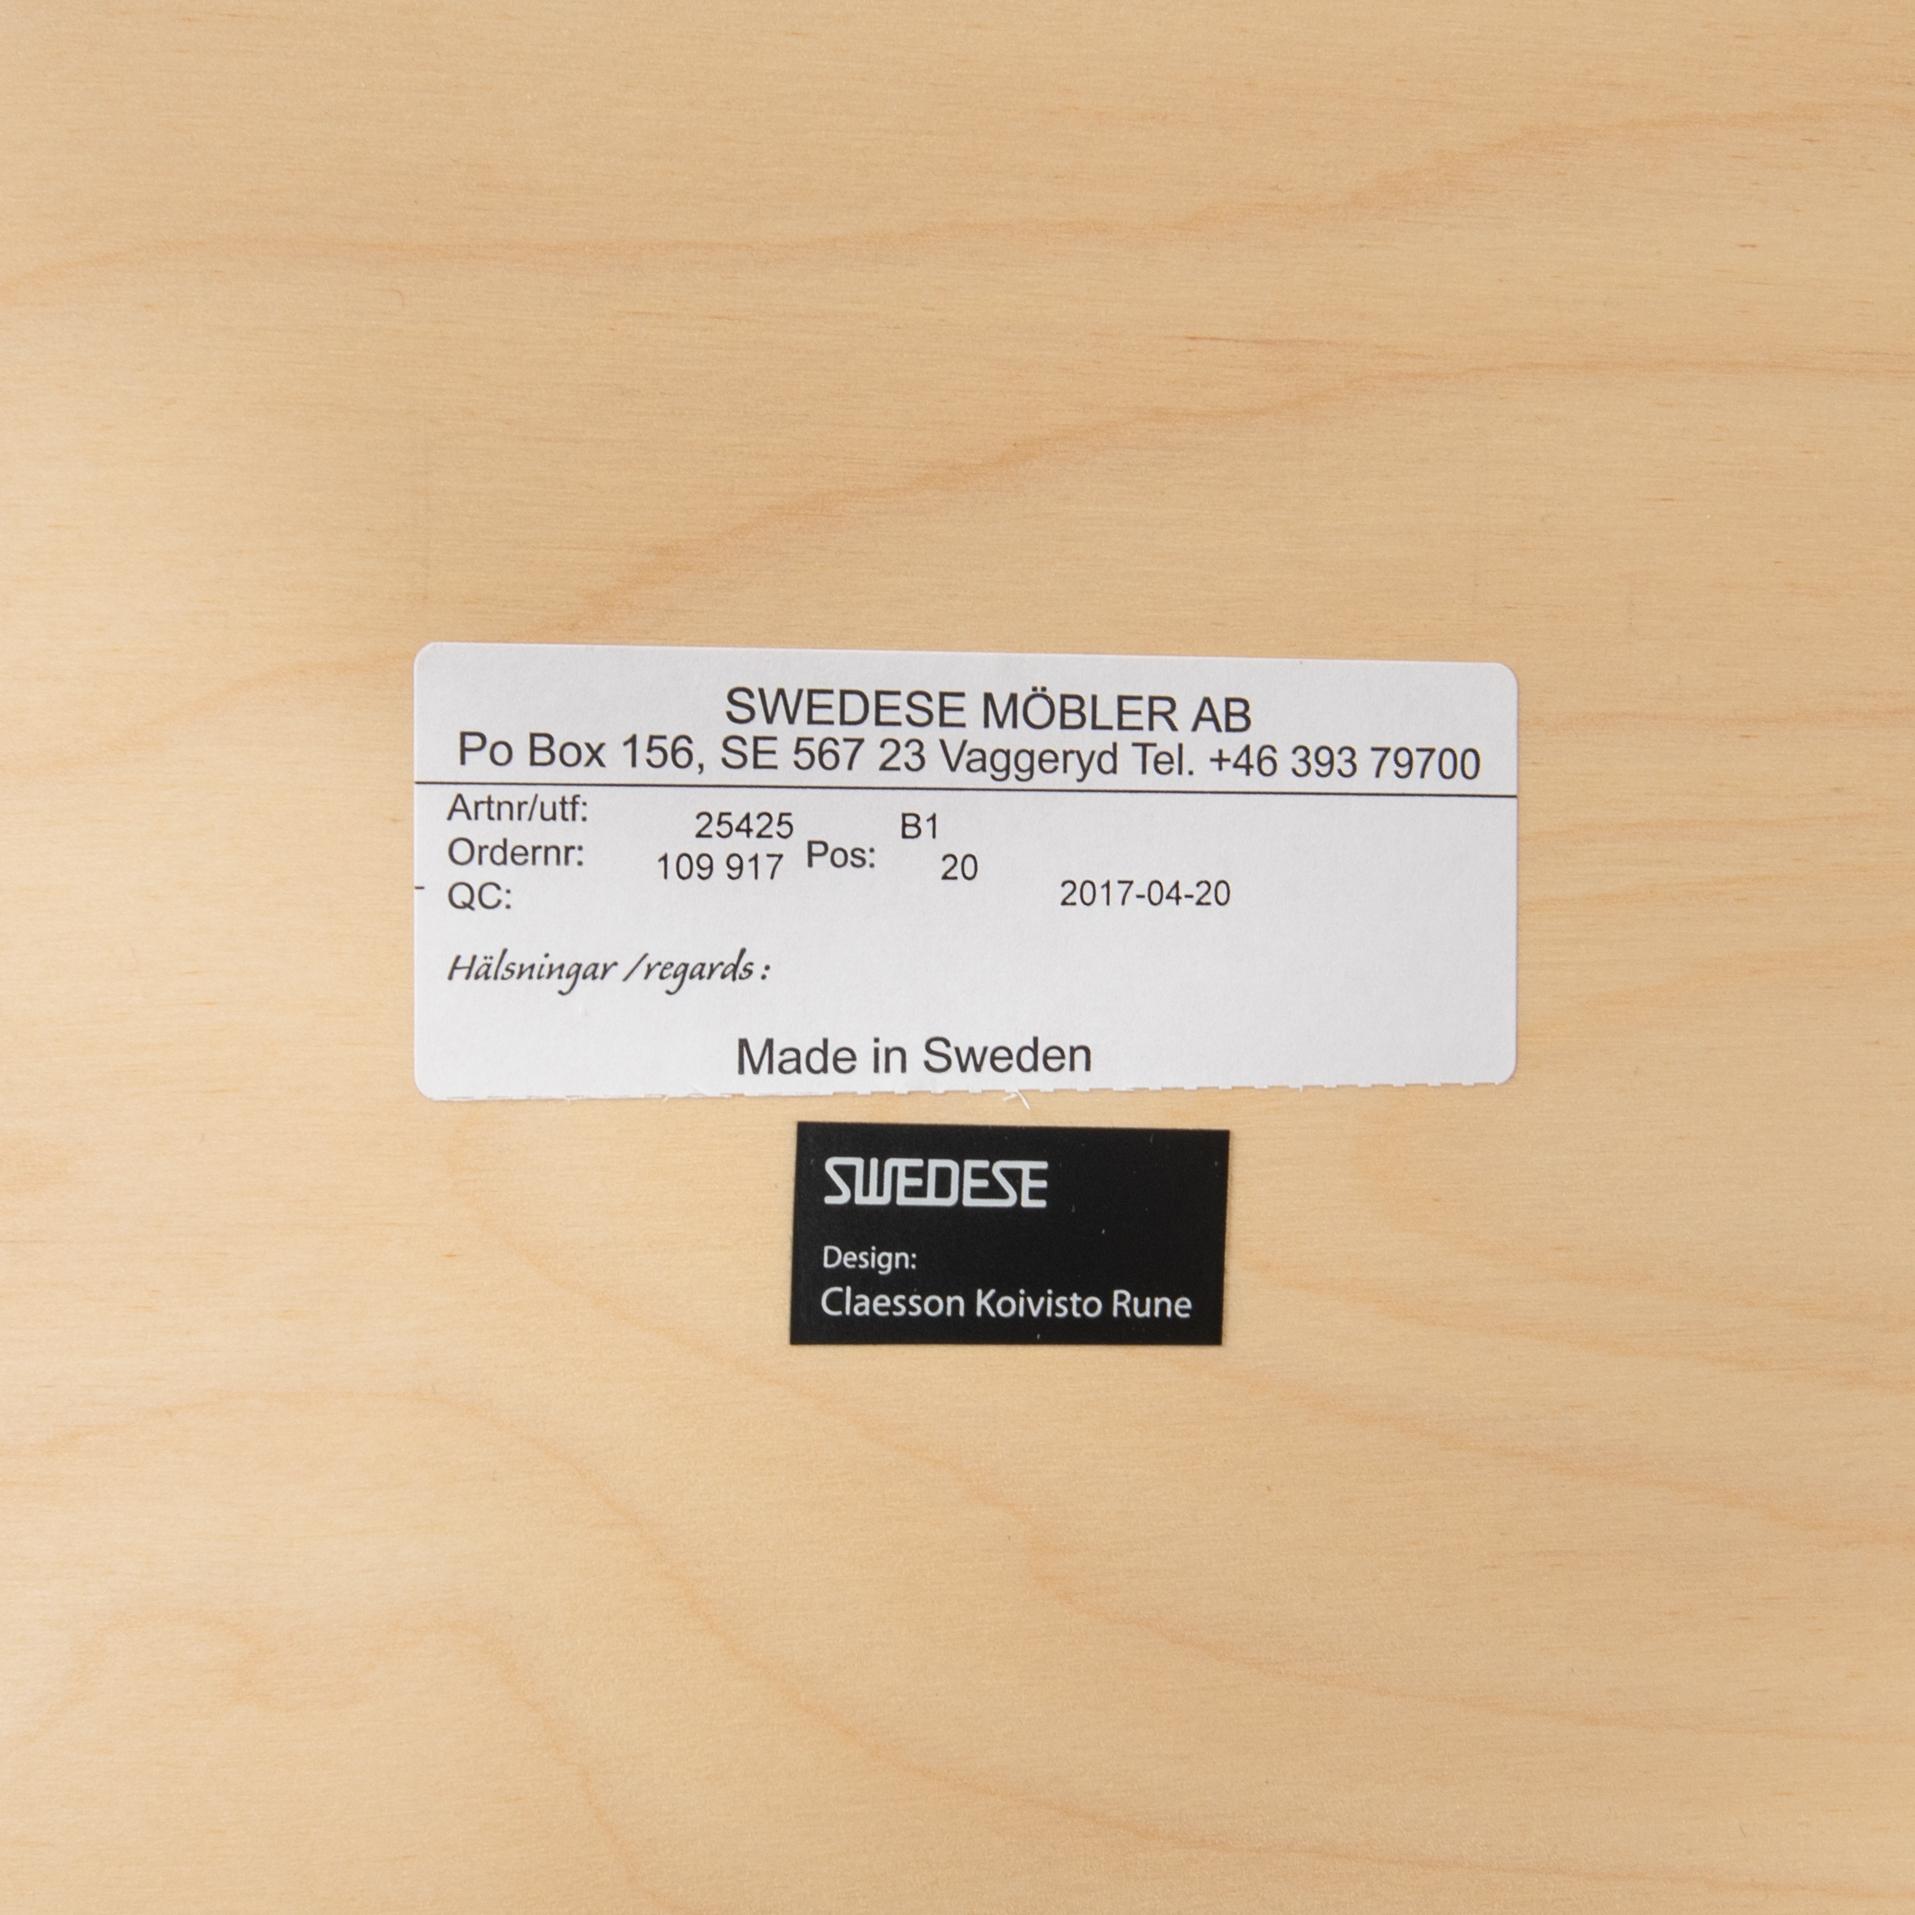 SWEDESE MÖBLER AB
Po Box 156, SE 567 23 Vaggeryd Tel. +46 393 79700
Artnr/utf: 25425 B1
Ordernr: 109 917 Pos: 20
QC: 2017-04-20
Hälsningar /regards :
Made in Sweden
SWEDESE
Design:
Claesson Koivisto Rune